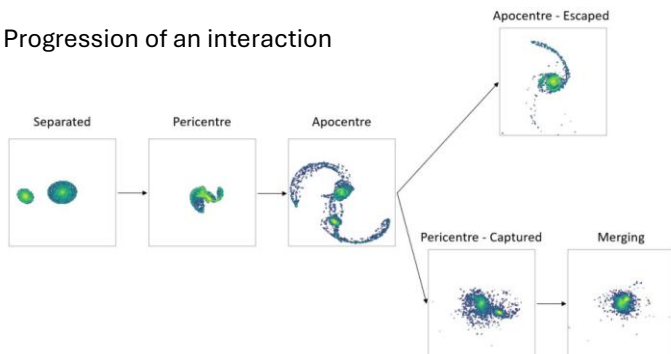 Apocentre - Escaped
Progression of an interaction
Separated
Pericentre
Apocentre
Pericentre - Captured
Merging